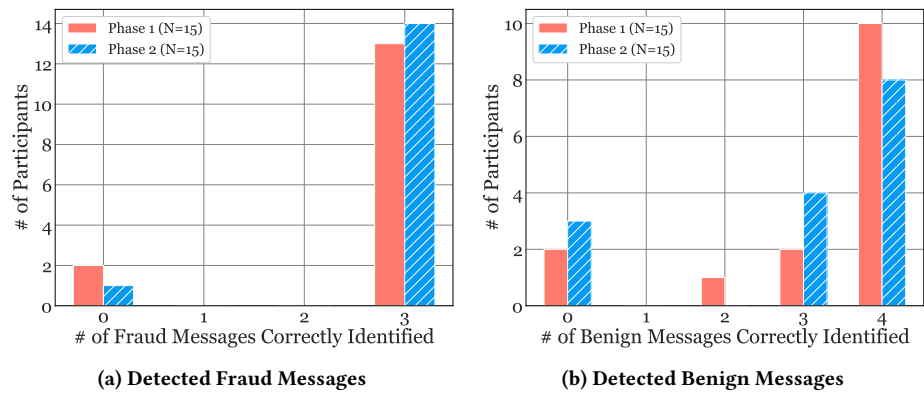 14
12
10
8
6
4
2
0
# of Participants
Phase 1 (N=15)
Phase 2 (N=15)
0 1 2 3
# of Fraud Messages Correctly Identified
(a) Detected Fraud Messages
10
8
6
4
2
0
# of Participants
Phase 1 (N=15)
Phase 2 (N=15)
0 1 2 3 4
# of Benign Messages Correctly Identified
(b) Detected Benign Messages